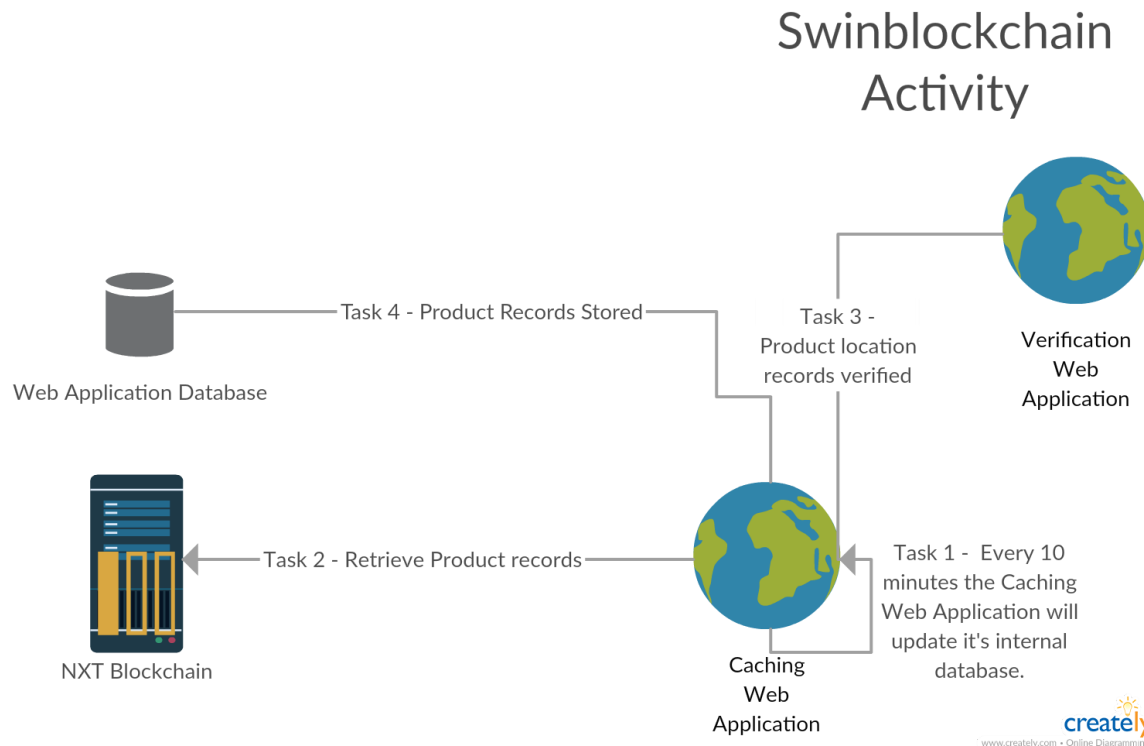 Swinblockchain
Activity
Task 4 - Product Records Stored
Task 3 -
Product location
records verified
Verification
Web
Application
Web Application Database
Task 2 - Retrieve Product records
Task 1 -  Every 10
minutes the Caching
Web Application will
update it's internal
database.
NXT Blockchain
Caching
Web
Application
creately
www.creately.com • Online Diagramming